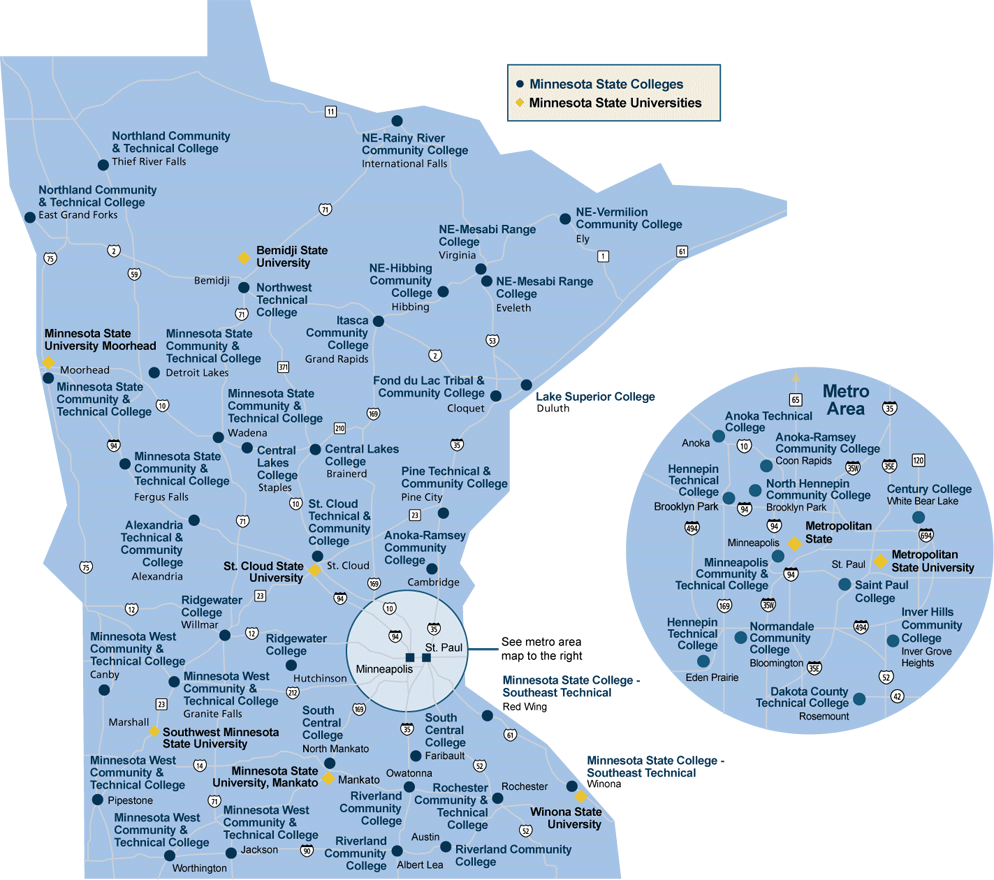 Minnesota State Colleges
Minnesota State Universities
11
Northland Community
& Technical College
Thief River Falls
NE-Rainy River
Community College
International Falls
Northland Community
& Technical College
East Grand Forks
71
NE-Vermilion
Community College
Ely
NE-Mesabi Range
College
Virginia
75
2
59
Bemidji State
University
1
61
Bemidji
Northwest
Technical
College
NE-Hibbing
Community
College
Hibbing
NE-Mesabi Range
College
Eveleth
71
Itasca
Community
College
Grand Rapids
Minnesota State
University Moorhead
Moorhead
Minnesota State
Community &
Technical College
Detroit Lakes
53
2
371
Minnesota State
Community &
Technical College
Fond du Lac Tribal &
Community College
Cloquet
Lake Superior College
Duluth
Minnesota State
Community &
Technical College
Wadena
10
169
210
94
35
Minnesota State
Community &
Technical College
Fergus Falls
Central
Lakes
College
Staples
Central Lakes
College
Brainerd
Pine Technical &
Community College
Pine City
10
St. Cloud
Technical &
Community
College
St. Cloud
23
Alexandria
Technical &
Community
College
Alexandria
71
Anoka-Ramsey
Community
College
Cambridge
75
St. Cloud State
University
169
23
94
10
12
Ridgewater
College
Willmar
12
94
35
St. Paul
Minneapolis
See metro area
map to the right
Minnesota West
Community &
Technical College
Canby
Ridgewater
College
Hutchinson
Minnesota West
Community &
Technical College
Granite Falls
212
23
169
Minnesota State College -
Southeast Technical
Red Wing
Marshall
Southwest Minnesota
State University
South
Central
College
North Mankato
South
Central
College
Faribault
35
61
14
Minnesota West
Community &
Technical College
Pipestone
Minnesota State
University, Mankato
Mankato
Owatonna
52
Riverland
Community
College
Rochester
Community &
Technical
College
Rochester
Minnesota State College -
Southeast Technical
Winona
Winona State
University
71
Minnesota West
Community &
Technical College
Worthington
Minnesota West
Community &
Technical College
Jackson
90
Riverland
Community
College
Albert Lea
Austin
Riverland Community
College
52
Metro
Area
65
35
Anoka Technical
College
Anoka
10
Anoka-Ramsey
Community College
Coon Rapids
35W
35E
120
Hennepin
Technical
College
Brooklyn Park
North Hennepin
Community College
Brooklyn Park
Century College
White Bear Lake
94
494
94
694
Metropolitan
State
Minneapolis
Minneapolis
Community &
Technical College
94
St. Paul
Metropolitan
State University
Saint Paul
College
169
35W
Hennepin
Technical
College
Eden Prairie
Normandale
Community
College
Bloomington
494
Inver Hills
Community
College
Inver Grove
Heights
35E
52
42
Dakota County
Technical College
Rosemount